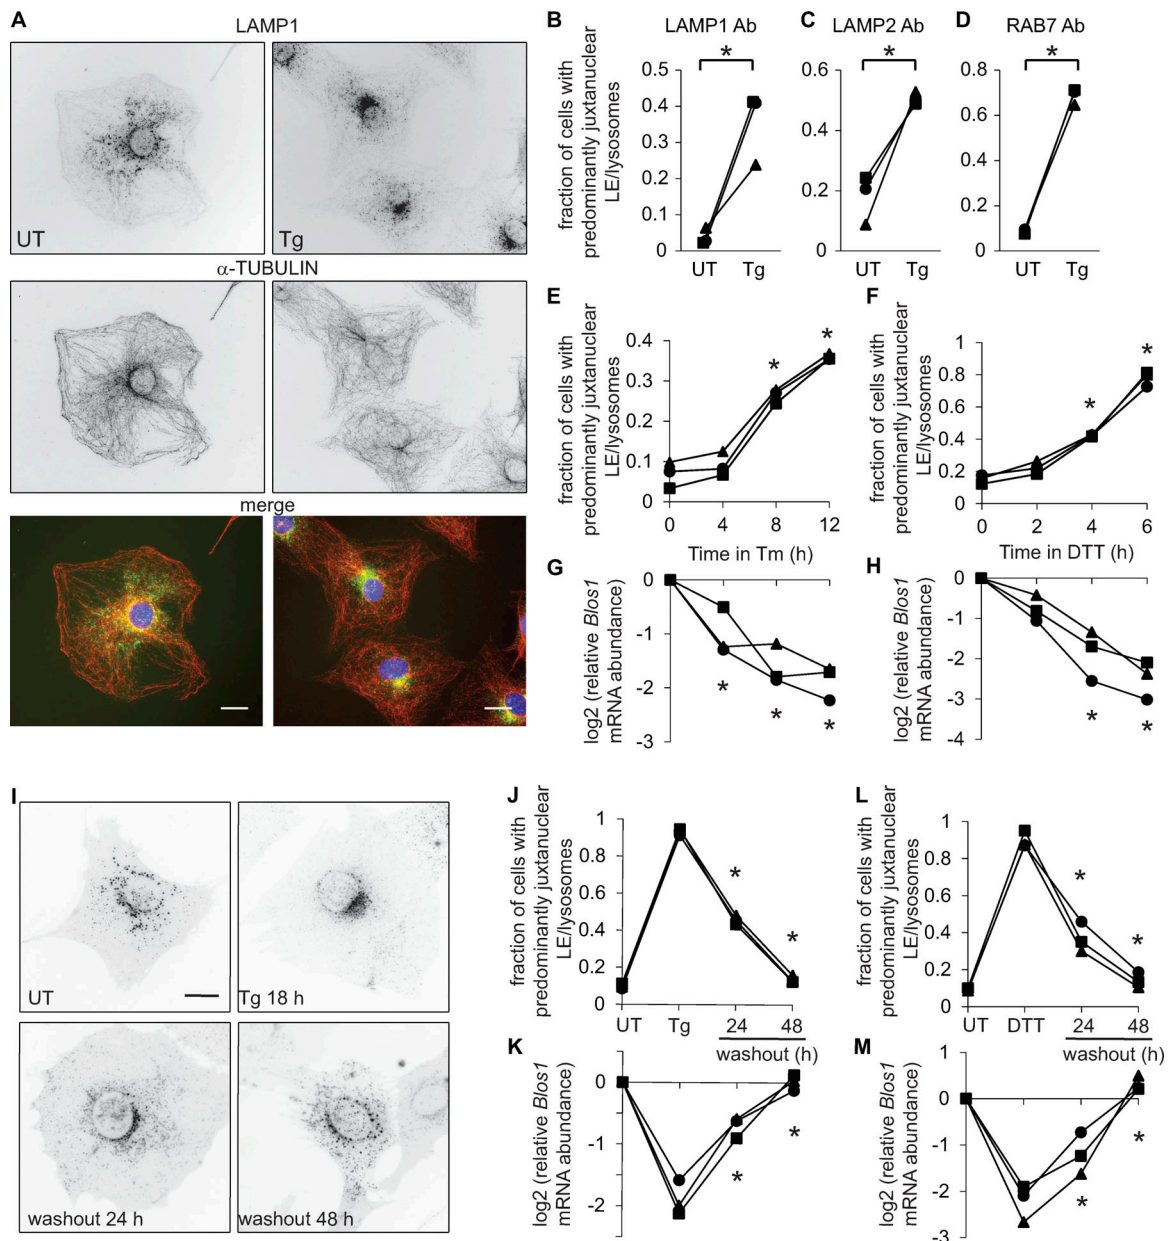 A
LAMP1
UT
Tg
α-TUBULIN
merge
B
LAMP1 Ab
*
fraction of cells with
predominantly juxtanuclear
LE/lysosomes
0.5
0.4
0.3
0.2
0.1
0
UT
Tg
C
LAMP2 Ab
*
0.6
0.4
0.2
0
UT
Tg
D
RAB7 Ab
*
0.8
0.6
0.4
0.2
0
UT
Tg
E
fraction of cells with
predominantly juxtanuclear
LE/lysosomes
0.4
0.3
0.2
0.1
0
*
*
0
4
8
12
Time in Tm (h)
F
fraction of cells with
predominantly juxtanuclear
LE/lysosomes
1
0.8
0.6
0.4
0.2
0
*
*
0
2
4
6
Time in DTT (h)
G
log2 (relative Blos1
mRNA abundance)
0
-1
-2
-3
*
*
*
H
log2 (relative Blos1
mRNA abundance)
0
-1
-2
-3
-4
*
*
I
UT
Tg 18 h
washout 24 h
washout 48 h
J
fraction of cells with
predominantly juxtanuclear
LE/lysosomes
1
0.8
0.6
0.4
0.2
0
*
*
UT
Tg
24
48
washout (h)
K
log2 (relative Blos1
mRNA abundance)
0
-1
-2
*
*
L
fraction of cells with
predominantly juxtanuclear
LE/lysosomes
1
0.8
0.6
0.4
0.2
0
*
*
UT
DTT
24
48
washout (h)
M
log2 (relative Blos1
mRNA abundance)
1
0
-1
-2
-3
*
*